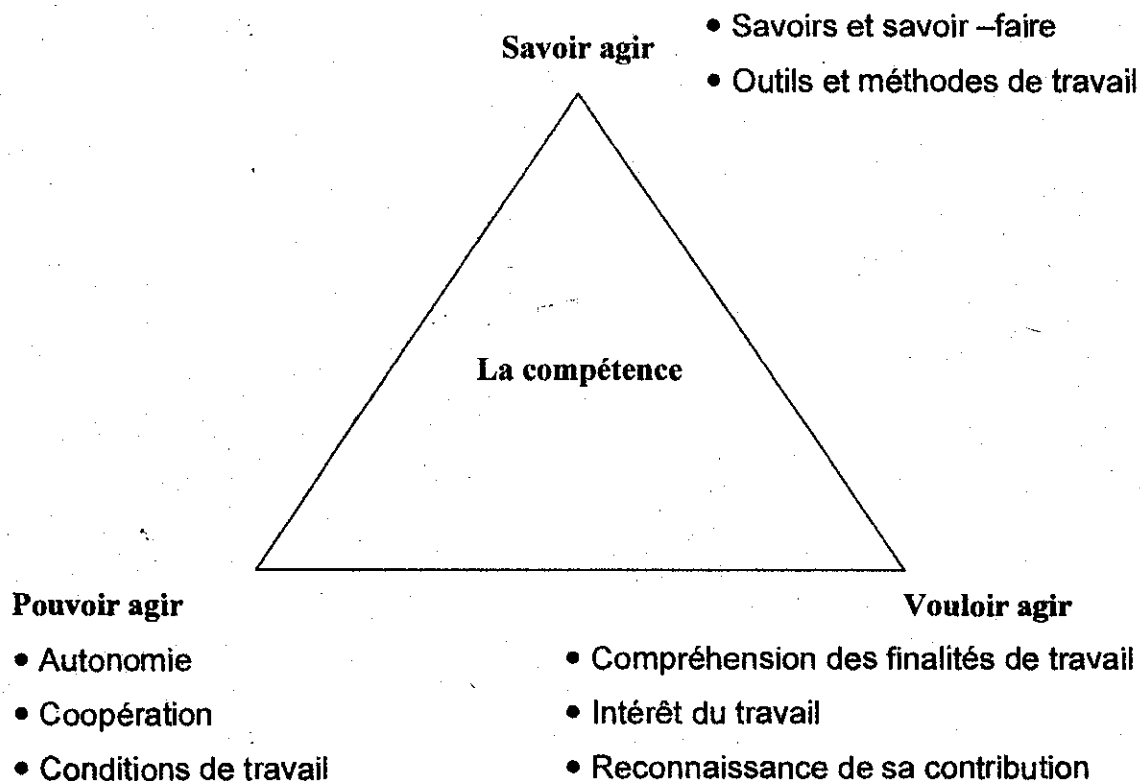 Savoir agir
• Savoirs et savoir –faire
• Outils et méthodes de travail
La compétence
Pouvoir agir
• Autonomie
• Coopération
• Conditions de travail
Vouloir agir
• Compréhension des finalités de travail
• Intérêt du travail
• Reconnaissance de sa contribution